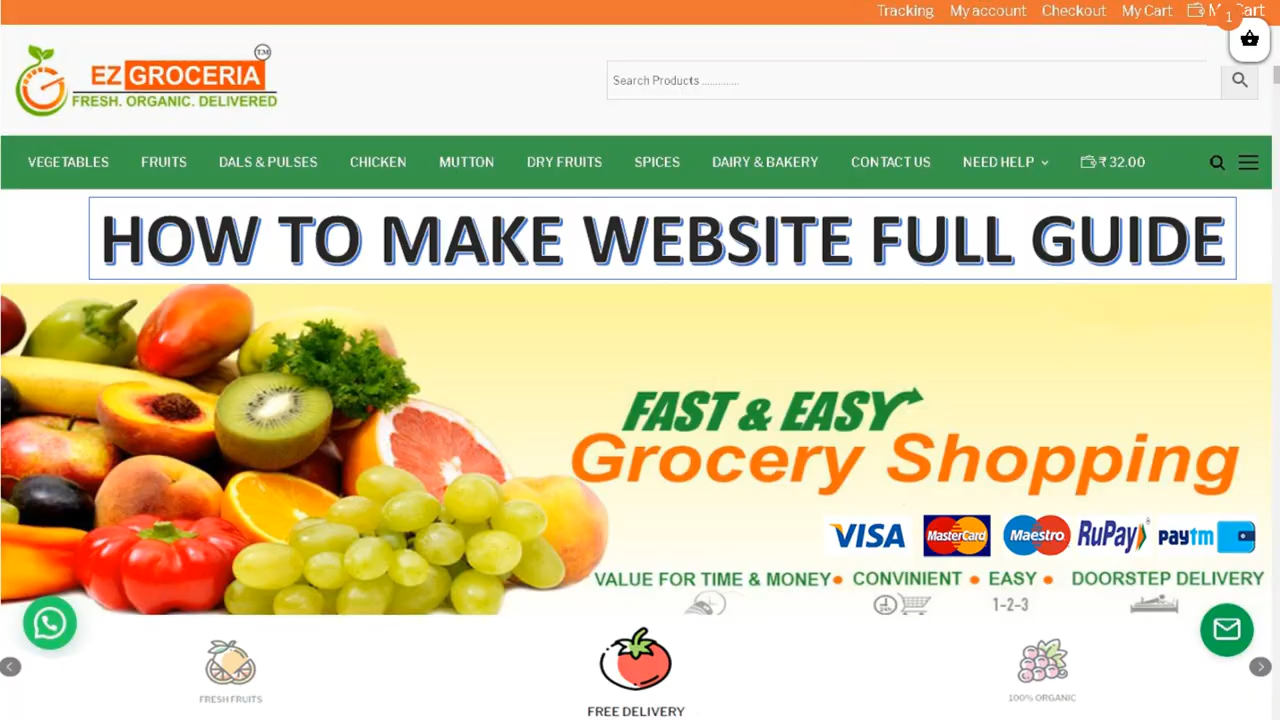 Tracking My account Checkout My Cart
1
TM
EZ GROCERIA
FRESH. ORGANIC. DELIVERED
Search Products ..............
VEGETABLES FRUITS DALS & PULSES CHICKEN MUTTON DRY FRUITS SPICES DAIRY & BAKERY CONTACT US NEED HELP ₹ 32.00
HOW TO MAKE WEBSITE FULL GUIDE
FAST & EASY
Grocery Shopping
VISA MasterCard Maestro RuPay paytm
VALUE FOR TIME & MONEY• CONVINIENT • EASY • DOORSTEP DELIVERY
1-2-3
FRESH FRUITS
FREE DELIVERY
100% ORGANIC